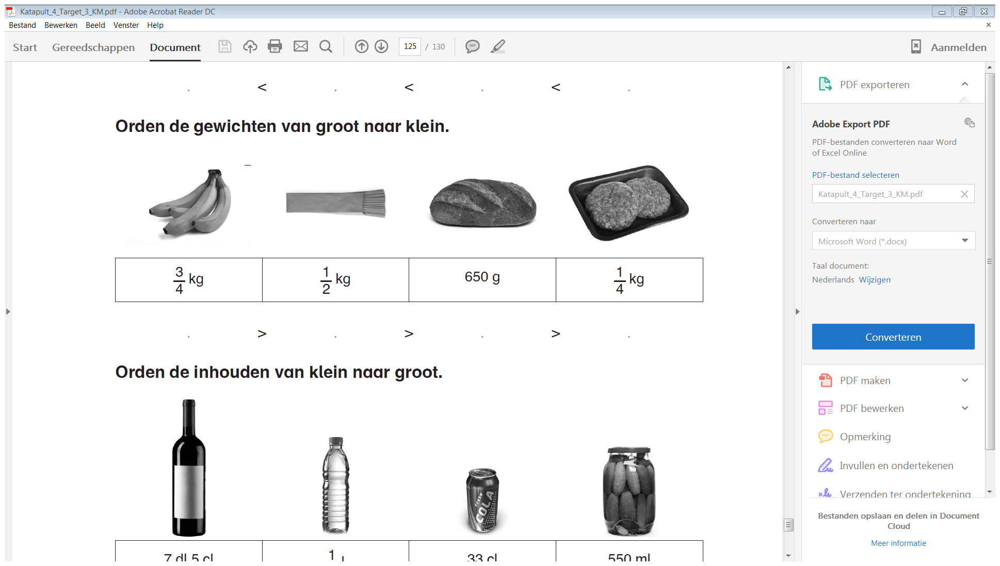 Katapult_4_Target_3_KM.pdf - Adobe Acrobat Reader DC
Bestand Bewerken Beeld Venster Help
Start Gereedschappen Document 125 / 130 Aanmelden
. < . < . < .
Orden de gewichten van groot naar klein.
3/4 kg 1/2 kg 650 g 1/4 kg
. > . > . > .
Orden de inhouden van klein naar groot.
FRESH
COLA
7 dl 5 cl 1 l 33 cl 550 ml
PDF exporteren
Adobe Export PDF
PDF-bestanden converteren naar Word
of Excel Online
PDF-bestand selecteren
Katapult_4_Target_3_KM.pdf
Converteren naar
Microsoft Word (*.docx)
Taal document:
Nederlands Wijzigen
Converteren
PDF maken
PDF bewerken
Opmerking
Invullen en ondertekenen
Verzenden ter ondertekening
Bestanden opslaan en delen in Document
Cloud
Meer informatie